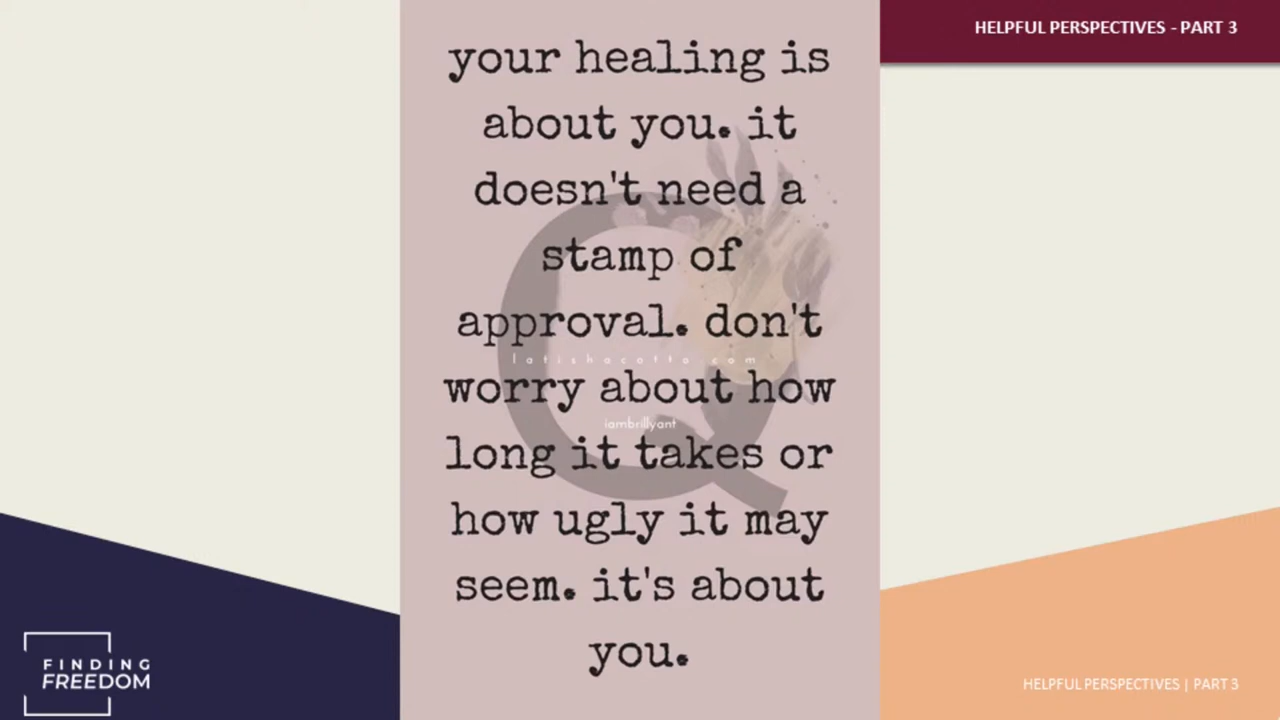 HELPFUL PERSPECTIVES - PART 3
your healing is
about you. it
doesn't need a
stamp of
approval. don't
latishacotto.com
worry about how
iambrillyant
long it takes or
how ugly it may
seem. it's about
you.
FINDING
FREEDOM
HELPFUL PERSPECTIVES | PART 3